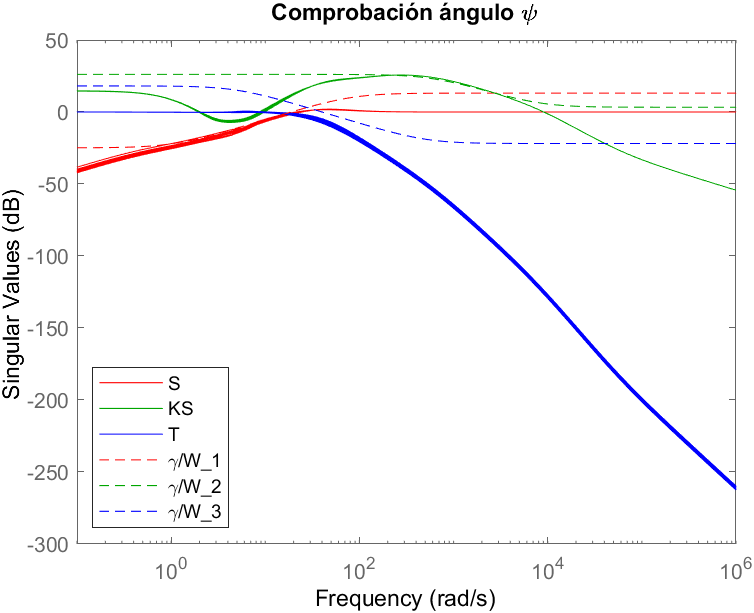 Comprobación ángulo ψ
50
0
-50
-100
-150
-200
-250
-300
Singular Values (dB)
S
KS
T
γ/W_1
γ/W_2
γ/W_3
10^0
10^2
10^4
10^6
Frequency (rad/s)